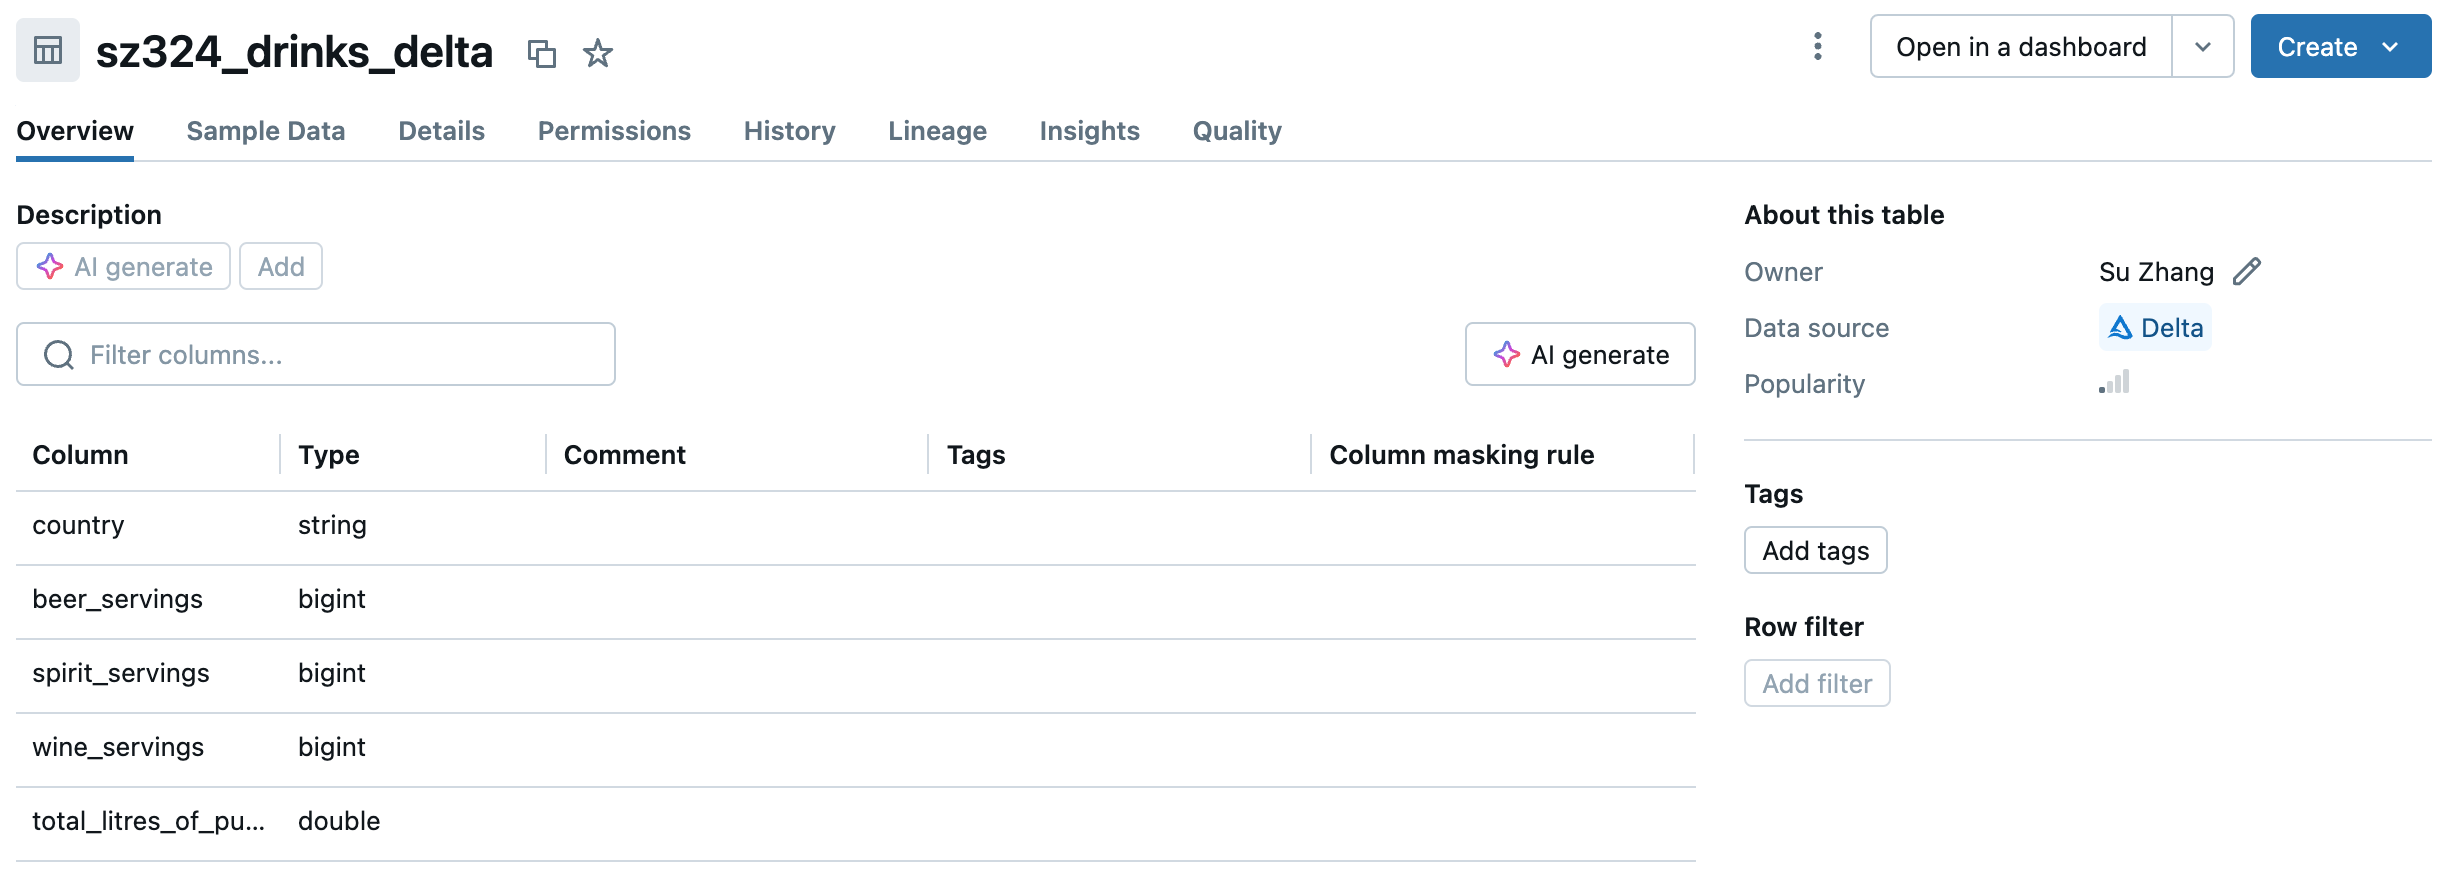 sz324_drinks_delta
Open in a dashboard
Create
Overview Sample Data Details Permissions History Lineage Insights Quality
Description
AI generate Add
Filter columns...
AI generate
Column Type Comment Tags Column masking rule
country string
beer_servings bigint
spirit_servings bigint
wine_servings bigint
total_litres_of_pu... double
About this table
Owner Su Zhang
Data source Delta
Popularity
Tags
Add tags
Row filter
Add filter